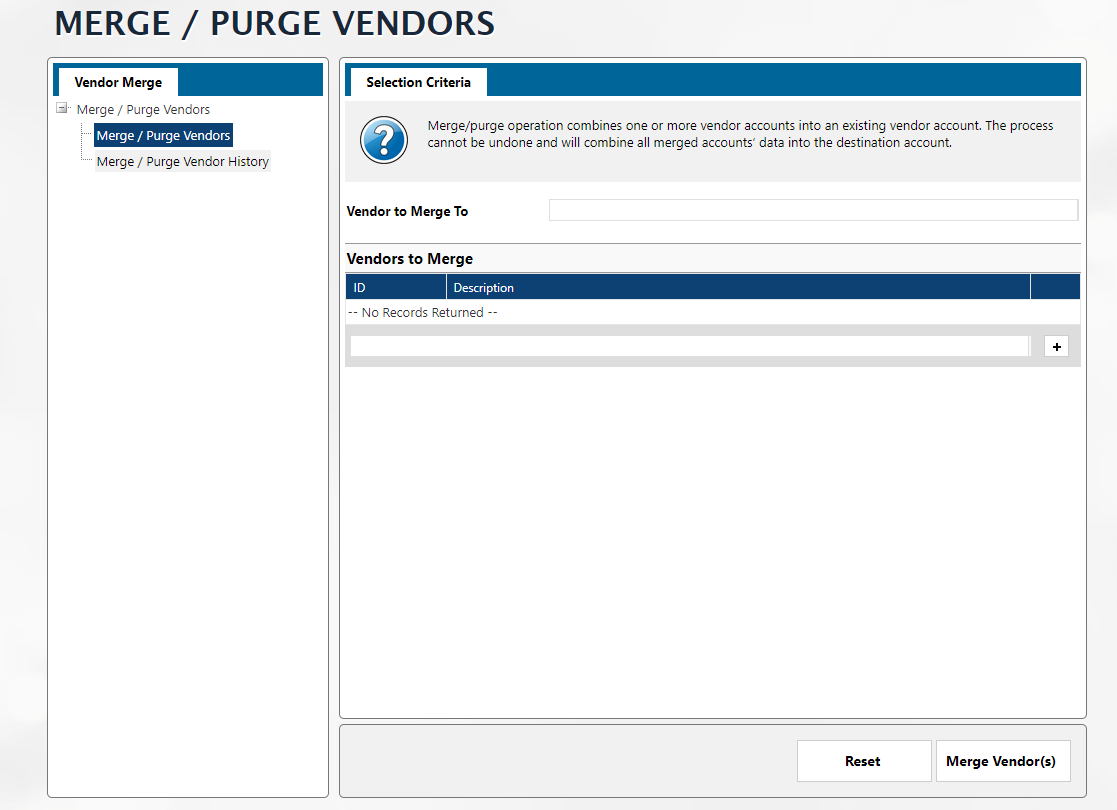 MERGE / PURGE VENDORS
Vendor Merge
Merge / Purge Vendors
Merge / Purge Vendors
Merge / Purge Vendor History
Selection Criteria
?
Merge/purge operation combines one or more vendor accounts into an existing vendor account. The process
cannot be undone and will combine all merged accounts' data into the destination account.
Vendor to Merge To
Vendors to Merge
ID Description
-- No Records Returned --
+
Reset Merge Vendor(s)